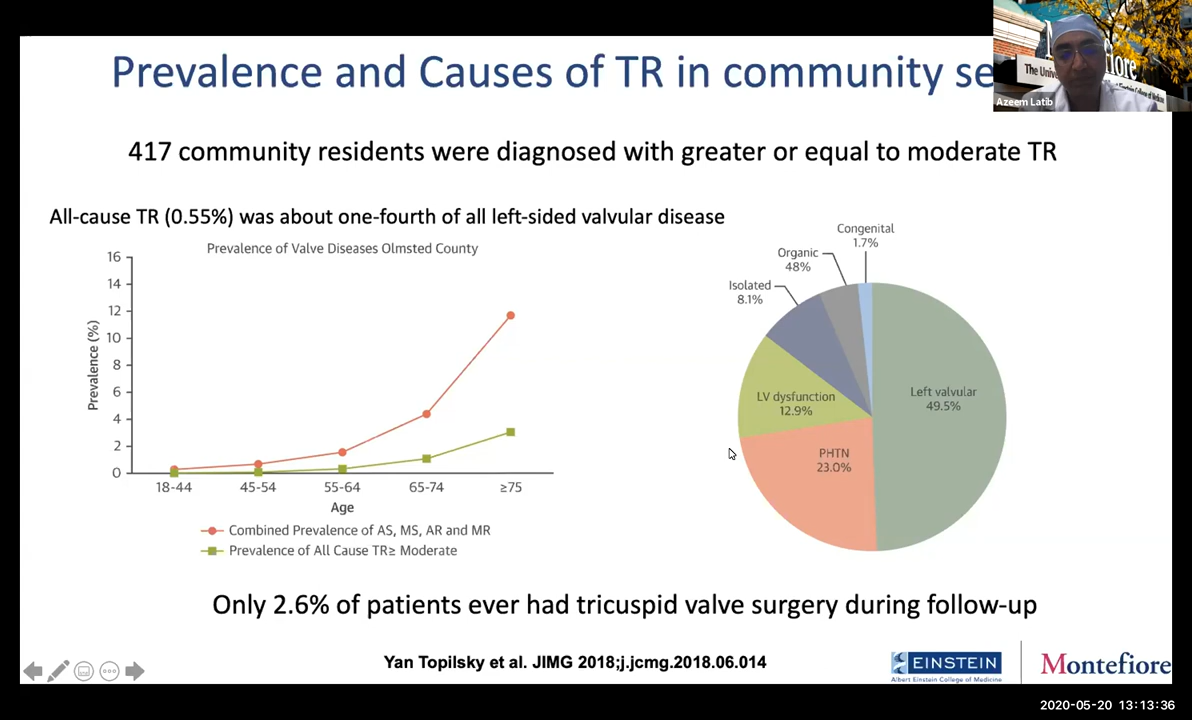 Prevalence and Causes of TR in community se
The Unive
fiore
Azeem Latib
417 community residents were diagnosed with greater or equal to moderate TR
All-cause TR (0.55%) was about one-fourth of all left-sided valvular disease
Prevalence of Valve Diseases Olmsted County
Prevalence (%)
16
14
12
10
8
6
4
2
0
18-44 45-54 55-64 65-74 ≥75
Age
Combined Prevalence of AS, MS, AR and MR
Prevalence of All Cause TR≥ Moderate
Congenital
1.7%
Organic
48%
Isolated
8.1%
LV dysfunction
12.9%
Left valvular
49.5%
PHTN
23.0%
Only 2.6% of patients ever had tricuspid valve surgery during follow-up
Yan Topilsky et al. JIMG 2018;j.jcmg.2018.06.014
EINSTEIN
Albert Einstein College of Medicine
Montefiore
2020-05-20 13:13:36